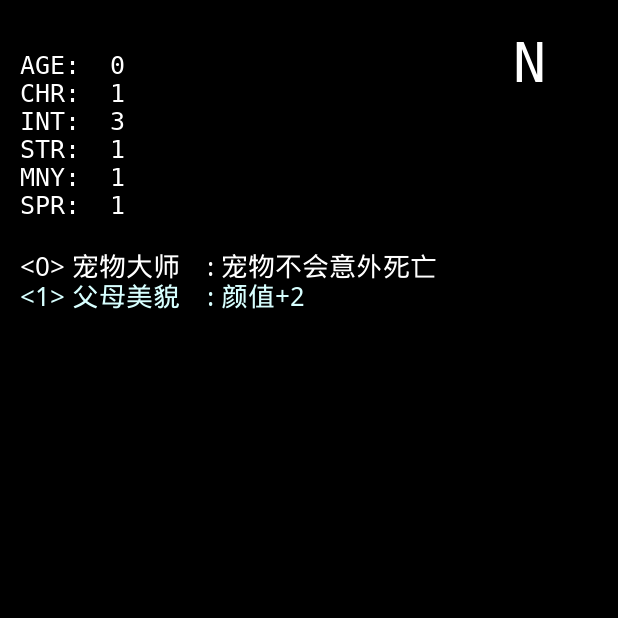 N
AGE: 0
CHR: 1
INT: 3
STR: 1
MNY: 1
SPR: 1
<0> 宠物大师 : 宠物不会意外死亡
<1> 父母美貌 : 颜值+2